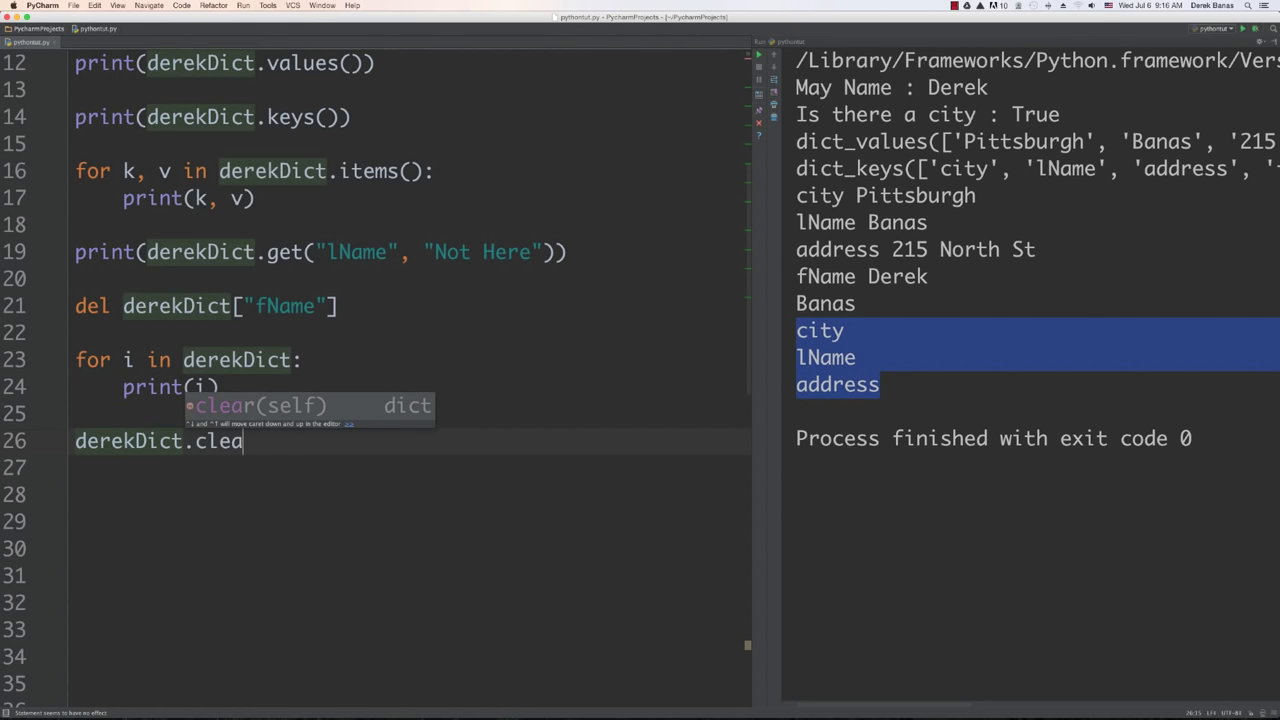 PyCharm File Edit View Navigate Code Refactor Run Tools VCS Window Help 10 Wed Jul 6 9:16 AM Derek Banas
pythontut.py - PycharmProjects - [~/PycharmProjects]
PycharmProjects pythontut.py pythontut
pythontut.py
Run pythontut
12 print(derekDict.values())
13
14 print(derekDict.keys())
15
16 for k, v in derekDict.items():
17 print(k, v)
18
19 print(derekDict.get("lName", "Not Here"))
20
21 del derekDict["fName"]
22
23 for i in derekDict:
24 print(i)
clear(self) dict
^↓ and ^↑ will move caret down and up in the editor >>
25
26 derekDict.clea
27
28
29
30
31
32
33
34
35
/Library/Frameworks/Python.framework/Vers
May Name : Derek
Is there a city : True
dict_values(['Pittsburgh', 'Banas', '215
dict_keys(['city', 'lName', 'address', '
city Pittsburgh
lName Banas
address 215 North St
fName Derek
Banas
city
lName
address
Process finished with exit code 0
Statement seems to have no effect 26:15 LF UTF-8